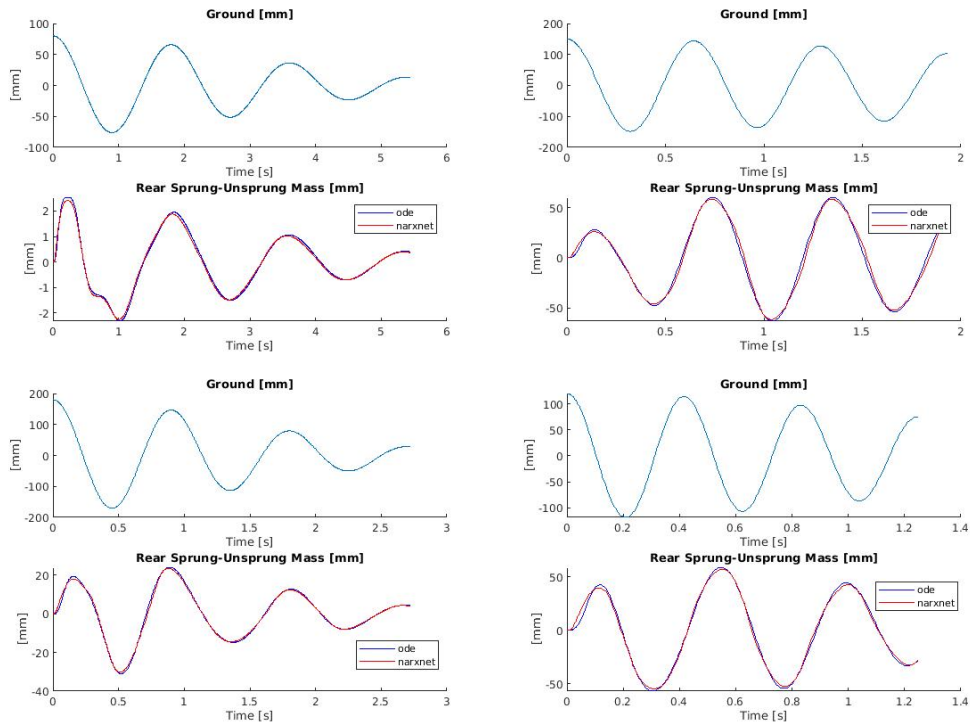 Ground [mm]
[mm]
100
50
0
-50
-100
0 1 2 3 4 5 6
Time [s]
Rear Sprung-Unsprung Mass [mm]
[mm]
2
1
0
-1
-2
ode
narxnet
0 1 2 3 4 5 6
Time [s]
Ground [mm]
[mm]
200
100
0
-100
-200
0 0.5 1 1.5 2
Time [s]
Rear Sprung-Unsprung Mass [mm]
[mm]
50
0
-50
ode
narxnet
0 0.5 1 1.5 2
Time [s]
Ground [mm]
[mm]
200
100
0
-100
-200
0 0.5 1 1.5 2 2.5 3
Time [s]
Rear Sprung-Unsprung Mass [mm]
[mm]
20
0
-20
-40
ode
narxnet
0 0.5 1 1.5 2 2.5 3
Time [s]
Ground [mm]
[mm]
100
50
0
-50
-100
0 0.2 0.4 0.6 0.8 1 1.2 1.4
Time [s]
Rear Sprung-Unsprung Mass [mm]
[mm]
50
0
-50
ode
narxnet
0 0.2 0.4 0.6 0.8 1 1.2 1.4
Time [s]